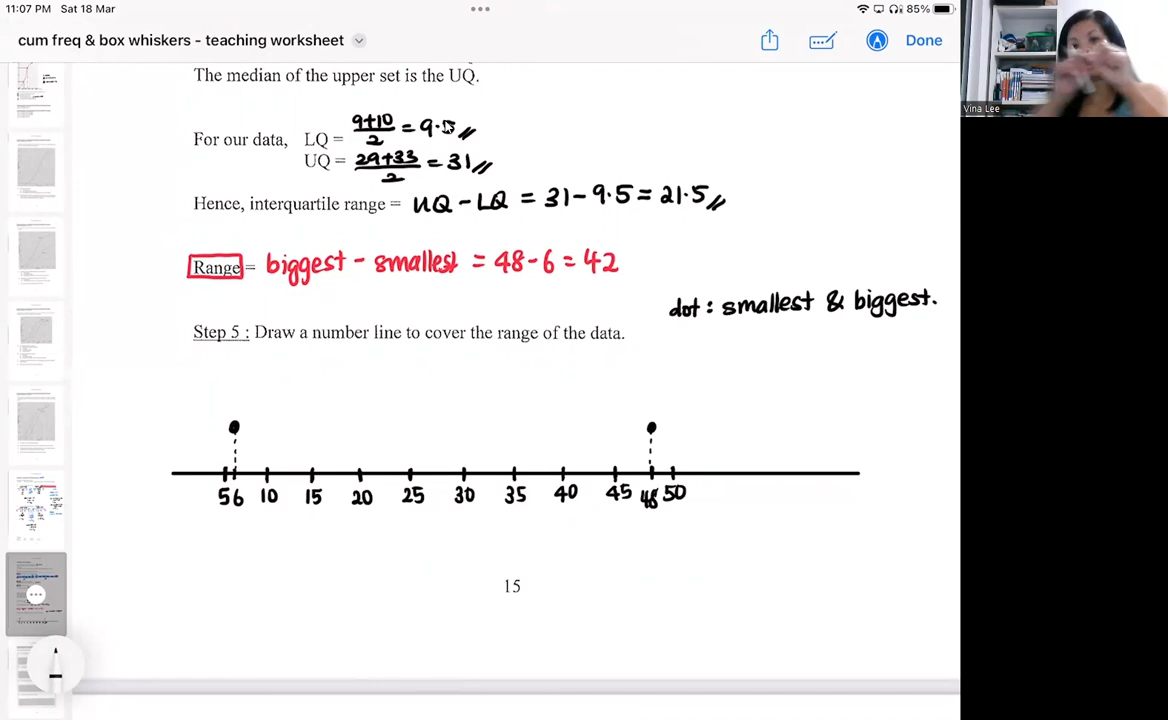 11:07 PM Sat 18 Mar
85%
cum freq & box whiskers - teaching worksheet
Done
Vina Lee
The median of the upper set is the UQ.
For our data, LQ = 9+10/2 = 9.5//
UQ = 29+33/2 = 31//
Hence, interquartile range = UQ - LQ = 31 - 9.5 = 21.5//
Range = biggest - smallest = 48 - 6 = 42
dot : smallest & biggest.
Step 5 : Draw a number line to cover the range of the data.
5 6 10 15 20 25 30 35 40 45 48 50
15